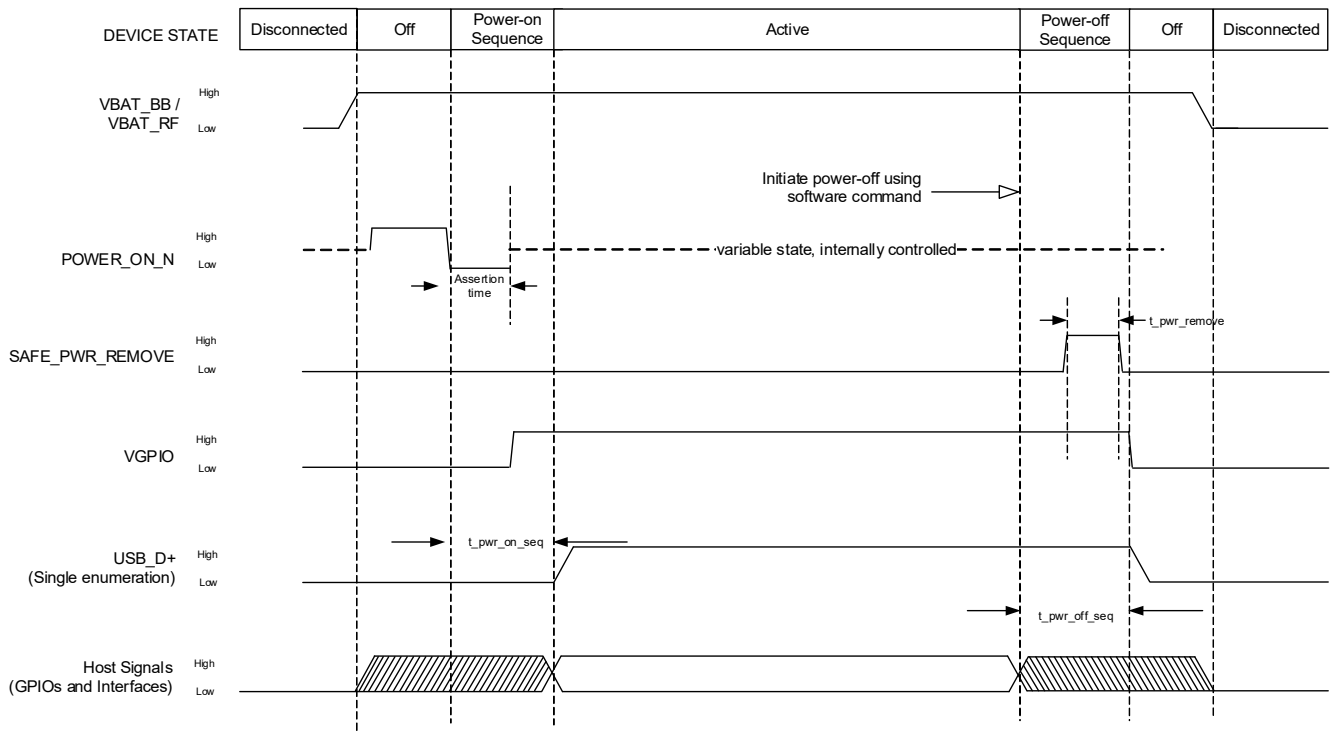 DEVICE STATE
Disconnected
Off
Power-on
Sequence
Active
Power-off
Sequence
Off
Disconnected
VBAT_BB /
VBAT_RF
High
Low
Initiate power-off using
software command
POWER_ON_N
High
Low
variable state, internally controlled
Assertion
time
SAFE_PWR_REMOVE
High
Low
t_pwr_remove
VGPIO
High
Low
USB_D+
(Single enumeration)
High
Low
t_pwr_on_seq
t_pwr_off_seq
Host Signals
(GPIOs and Interfaces)
High
Low